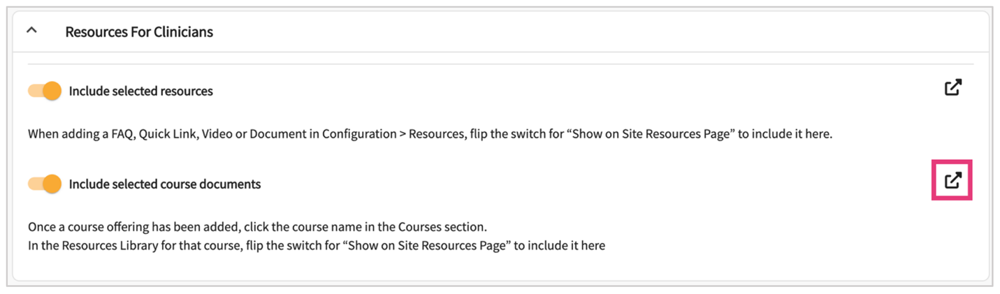 Resources For Clinicians
Include selected resources
When adding a FAQ, Quick Link, Video or Document in Configuration > Resources, flip the switch for “Show on Site Resources Page” to include it here.
Include selected course documents
Once a course offering has been added, click the course name in the Courses section.
In the Resources Library for that course, flip the switch for “Show on Site Resources Page” to include it here